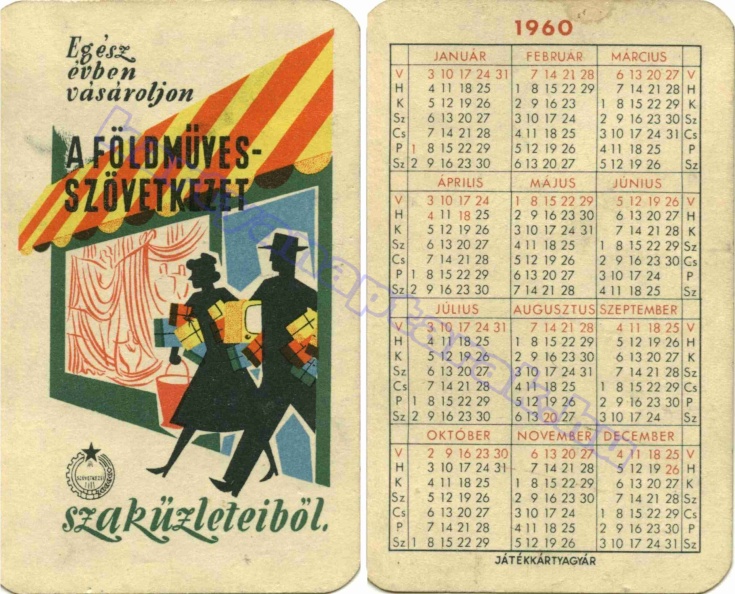 Egész
évben
vásároljon
A FÖLDMŰVES-
SZÖVETKEZET
szaküzleteiből.
1960
JANUÁR FEBRUÁR MÁRCIUS
V 3 10 17 24 31 7 14 21 28 6 13 20 27 V
H 4 11 18 25 1 8 15 22 29 7 14 21 28 H
K 5 12 19 26 2 9 16 23 1 8 15 22 29 K
Sz 6 13 20 27 3 10 17 24 2 9 16 23 30 Sz
Cs 7 14 21 28 4 11 18 25 3 10 17 24 31 Cs
P 1 8 15 22 29 5 12 19 26 4 11 18 25 P
Sz 2 9 16 23 30 6 13 20 27 5 12 19 26 Sz
ÁPRILIS MÁJUS JÚNIUS
V 3 10 17 24 1 8 15 22 29 5 12 19 26 V
H 4 11 18 25 2 9 16 23 30 6 13 20 27 H
K 5 12 19 26 3 10 17 24 31 7 14 21 28 K
Sz 6 13 20 27 4 11 18 25 1 8 15 22 29 Sz
Cs 7 14 21 28 5 12 19 26 2 9 16 23 30 Cs
P 1 8 15 22 29 6 13 20 27 3 10 17 24 P
Sz 2 9 16 23 30 7 14 21 28 4 11 18 25 Sz
JÚLIUS AUGUSZTUS SZEPTEMBER
V 3 10 17 24 31 7 14 21 28 4 11 18 25 V
H 4 11 18 25 1 8 15 22 29 5 12 19 26 H
K 5 12 19 26 2 9 16 23 30 6 13 20 27 K
Sz 6 13 20 27 3 10 17 24 31 7 14 21 28 Sz
Cs 7 14 21 28 4 11 18 25 1 8 15 22 29 Cs
P 1 8 15 22 29 5 12 19 26 2 9 16 23 30 P
Sz 2 9 16 23 30 6 13 20 27 3 10 17 24 Sz
OKTÓBER NOVEMBER DECEMBER
V 2 9 16 23 30 6 13 20 27 4 11 18 25 V
H 3 10 17 24 31 7 14 21 28 5 12 19 26 H
K 4 11 18 25 1 8 15 22 29 6 13 20 27 K
Sz 5 12 19 26 2 9 16 23 30 7 14 21 28 Sz
Cs 6 13 20 27 3 10 17 24 1 8 15 22 29 Cs
P 7 14 21 28 4 11 18 25 2 9 16 23 30 P
Sz 1 8 15 22 29 5 12 19 26 3 10 17 24 31 Sz
JÁTÉKKÁRTYAGYÁR